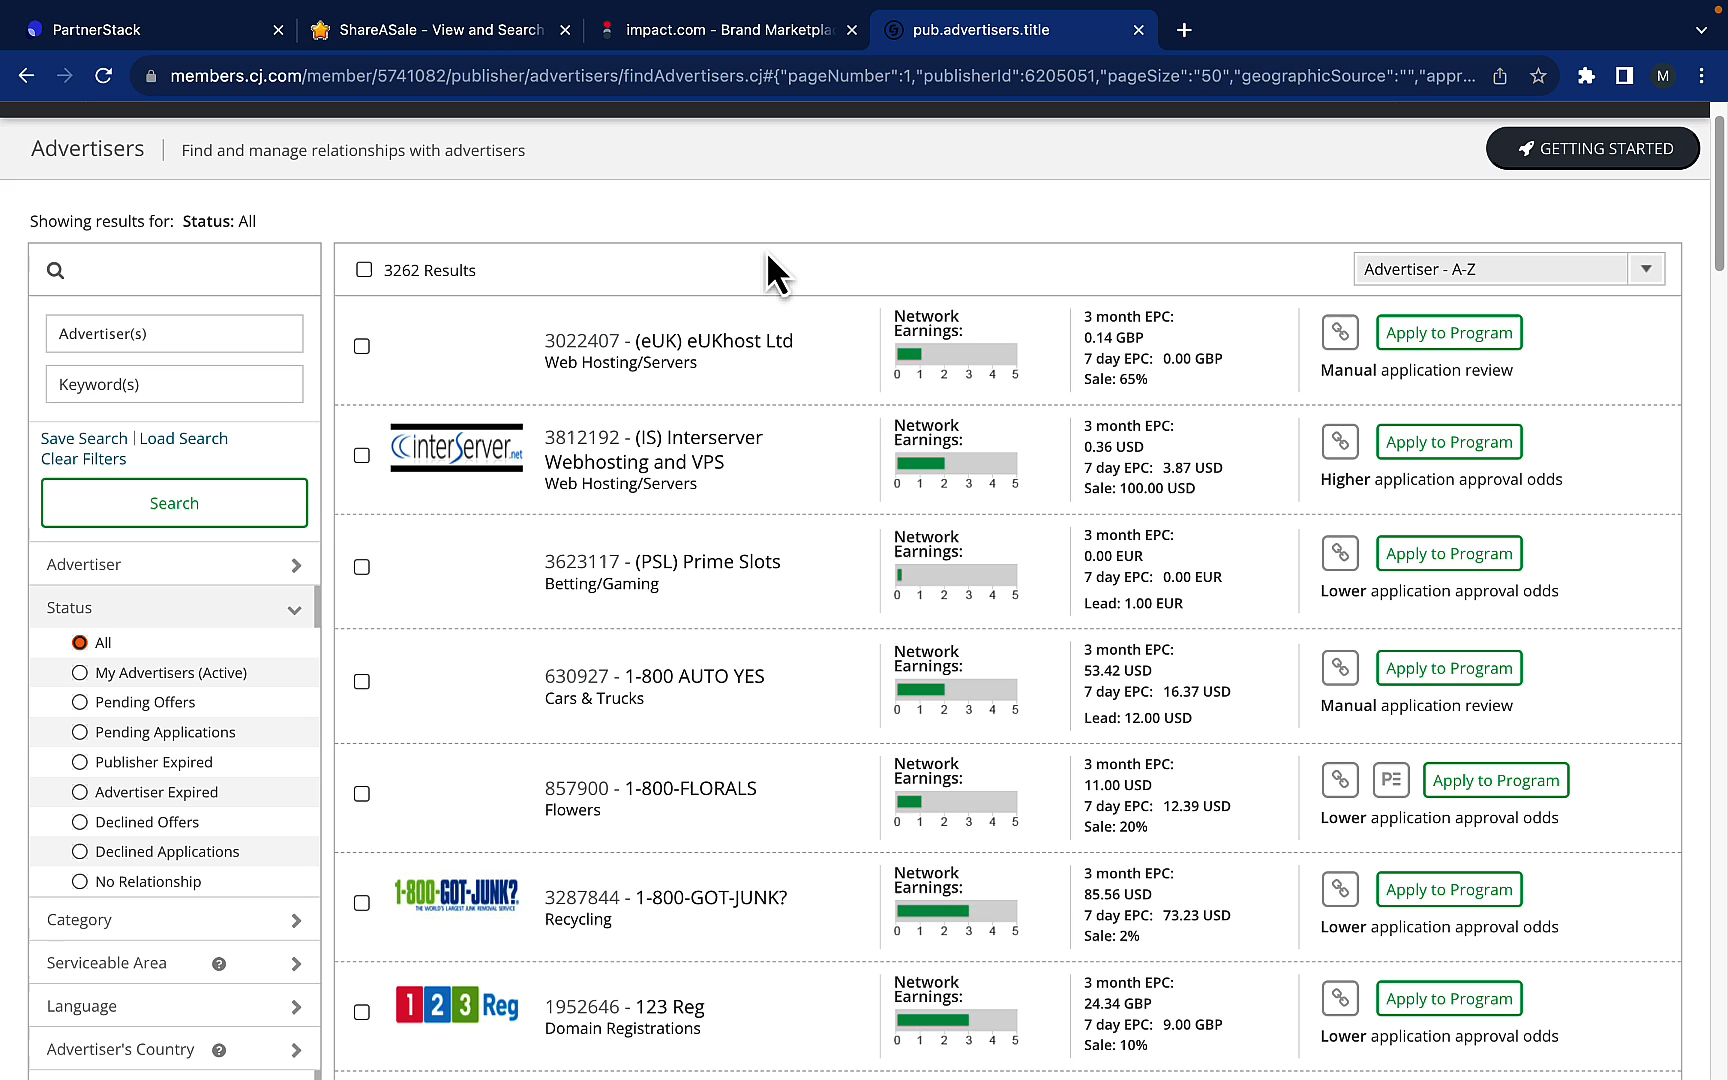 PartnerStack
ShareASale - View and Search
impact.com - Brand Marketplac
pub.advertisers.title
members.cj.com/member/5741082/publisher/advertisers/findAdvertisers.cj#{"pageNumber":1,"publisherId":6205051,"pageSize":"50","geographicSource":"","appr...
M
Advertisers
Find and manage relationships with advertisers
GETTING STARTED
Showing results for: Status: All
3262 Results
Advertiser - A-Z
Advertiser(s)
Keyword(s)
Save Search | Load Search
Clear Filters
Search
Advertiser
Status
All
My Advertisers (Active)
Pending Offers
Pending Applications
Publisher Expired
Advertiser Expired
Declined Offers
Declined Applications
No Relationship
Category
Serviceable Area ?
Language
Advertiser's Country ?
3022407 - (eUK) eUKhost Ltd
Web Hosting/Servers
Network
Earnings:
0 1 2 3 4 5
3 month EPC:
0.14 GBP
7 day EPC: 0.00 GBP
Sale: 65%
Apply to Program
Manual application review
interServer.net
3812192 - (IS) Interserver
Webhosting and VPS
Web Hosting/Servers
Network
Earnings:
0 1 2 3 4 5
3 month EPC:
0.36 USD
7 day EPC: 3.87 USD
Sale: 100.00 USD
Apply to Program
Higher application approval odds
3623117 - (PSL) Prime Slots
Betting/Gaming
Network
Earnings:
0 1 2 3 4 5
3 month EPC:
0.00 EUR
7 day EPC: 0.00 EUR
Lead: 1.00 EUR
Apply to Program
Lower application approval odds
630927 - 1-800 AUTO YES
Cars & Trucks
Network
Earnings:
0 1 2 3 4 5
3 month EPC:
53.42 USD
7 day EPC: 16.37 USD
Lead: 12.00 USD
Apply to Program
Manual application review
857900 - 1-800-FLORALS
Flowers
Network
Earnings:
0 1 2 3 4 5
3 month EPC:
11.00 USD
7 day EPC: 12.39 USD
Sale: 20%
PE
Apply to Program
Lower application approval odds
1-800-GOT-JUNK?
THE WORLD'S LARGEST JUNK REMOVAL SERVICE
3287844 - 1-800-GOT-JUNK?
Recycling
Network
Earnings:
0 1 2 3 4 5
3 month EPC:
85.56 USD
7 day EPC: 73.23 USD
Sale: 2%
Apply to Program
Lower application approval odds
123 Reg
1952646 - 123 Reg
Domain Registrations
Network
Earnings:
0 1 2 3 4 5
3 month EPC:
24.34 GBP
7 day EPC: 9.00 GBP
Sale: 10%
Apply to Program
Lower application approval odds